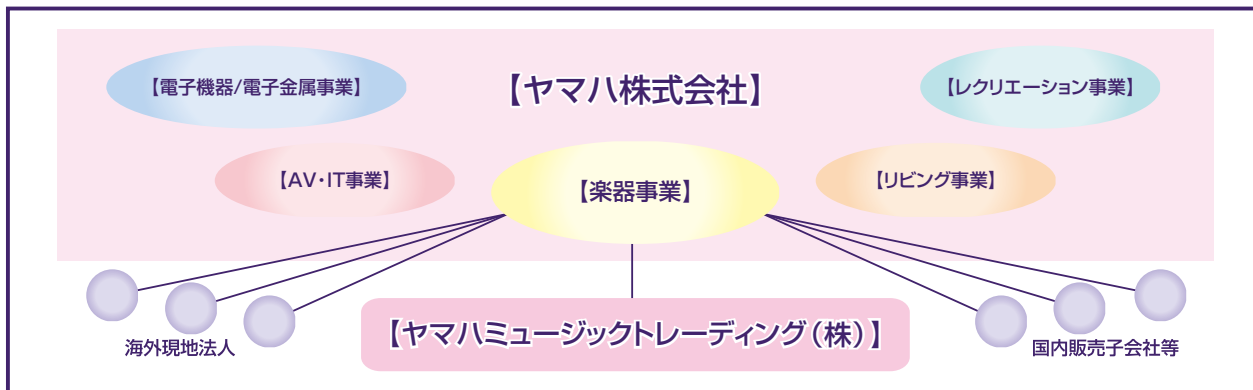 【ヤマハ株式会社】
【電子機器/電子金属事業】
【レクリエーション事業】
【AV・IT事業】
【楽器事業】
【リビング事業】
【ヤマハミュージックトレーディング(株)】
海外現地法人
国内販売子会社等